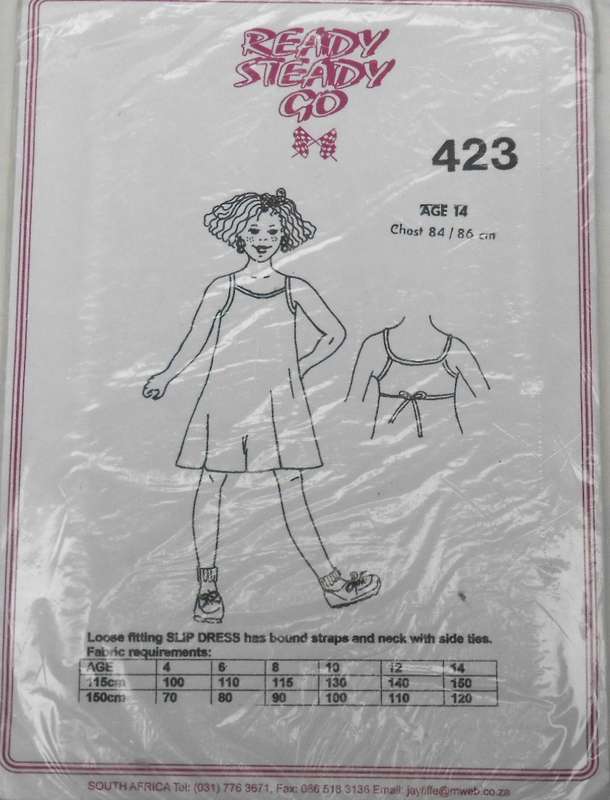 READY
STEADY
GO
423
AGE 14
Chest 84 / 86 cm
Loose fitting SLIP DRESS has bound straps and neck with side ties.
Fabric requirements:
AGE 4 6 8 10 12 14
115cm 100 110 115 130 140 150
150cm 70 80 90 100 110 120
SOUTH AFRICA Tel: (031) 776 3671, Fax: 086 518 3136 Email: jayliffe@mweb.co.za